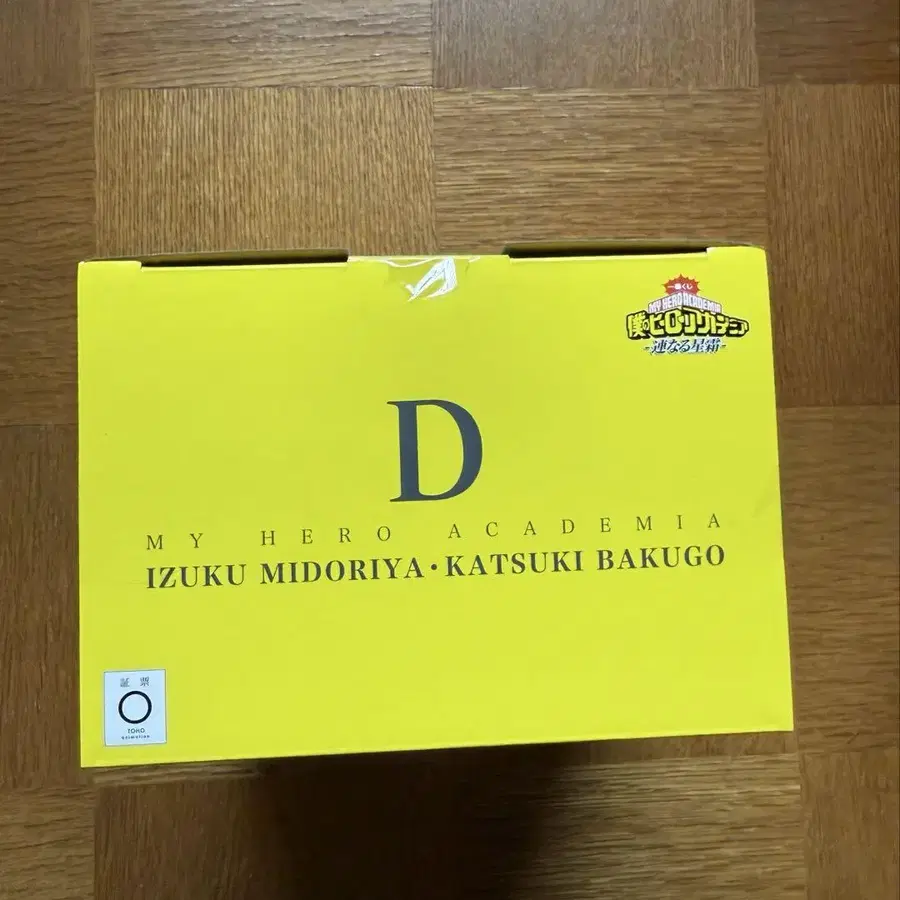 一番くじ
MY HERO ACADEMIA
僕のヒーローアカデミア
-連なる星霜-
D
MY HERO ACADEMIA
IZUKU MIDORIYA・KATSUKI BAKUGO
証 票
TOHO
animation